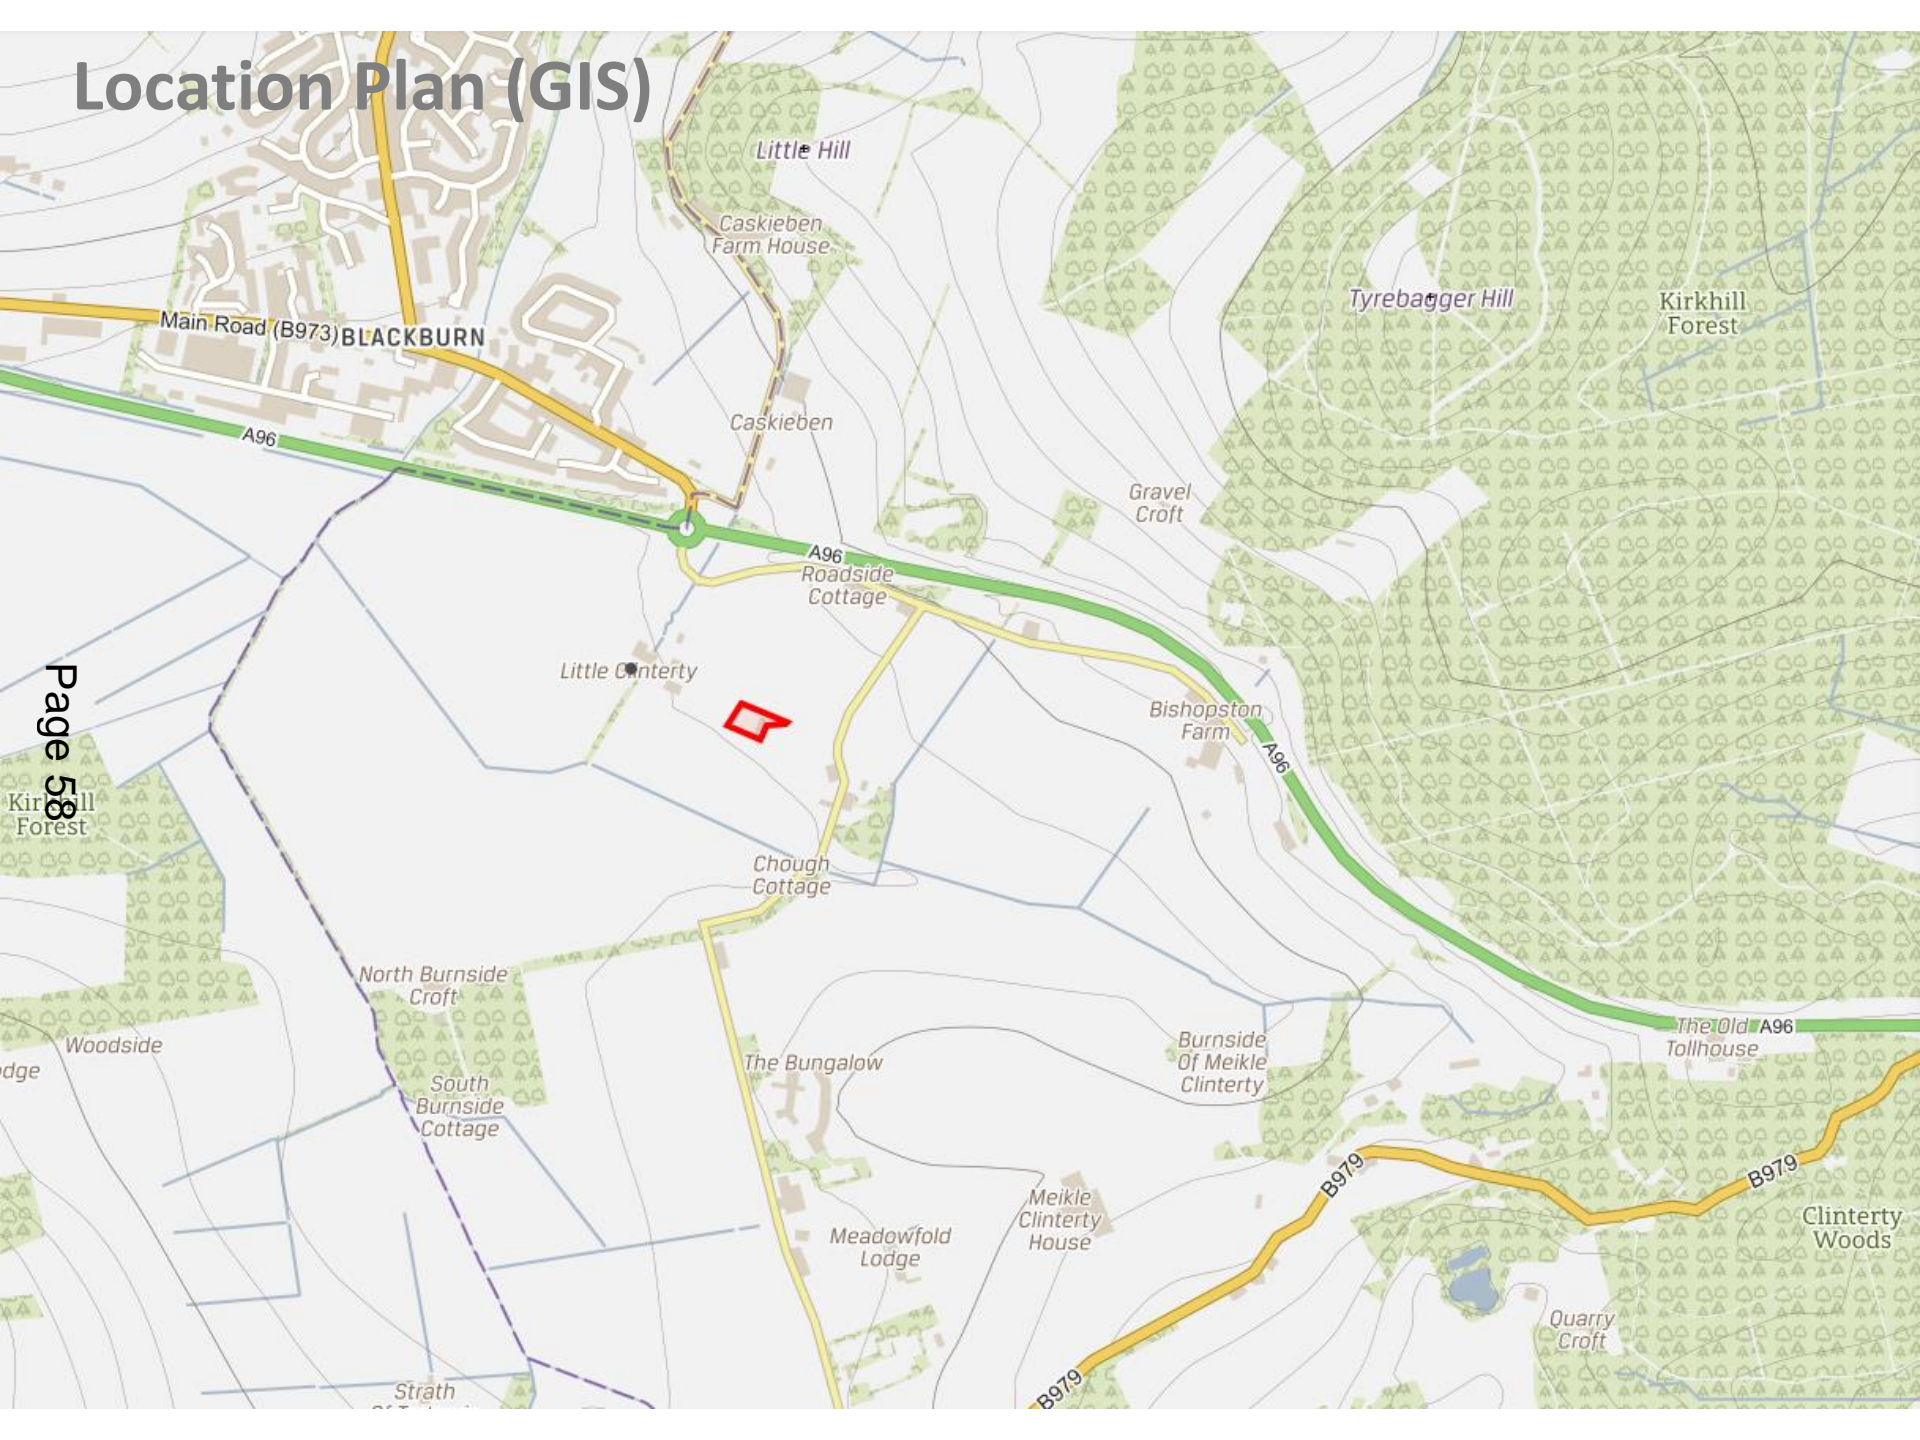 Location Plan (GIS)
Little Hill
Caskieben
Farm House
Tyrebagger Hill
Kirkhill
Forest
Main Road (B973)
BLACKBURN
Caskieben
A96
Gravel
Croft
A96
Roadside
Cottage
Little Clinterty
Bishopston
Farm
A96
Page 58
Kirkhill
Forest
Chough
Cottage
North Burnside
Croft
Woodside
The Old
Tollhouse
A96
The Bungalow
Burnside
Of Meikle
Clinterty
South
Burnside
Cottage
B979
B979
Meikle
Clinterty
House
Meadowfold
Lodge
Clinterty
Woods
Quarry
Croft
B979
Strath